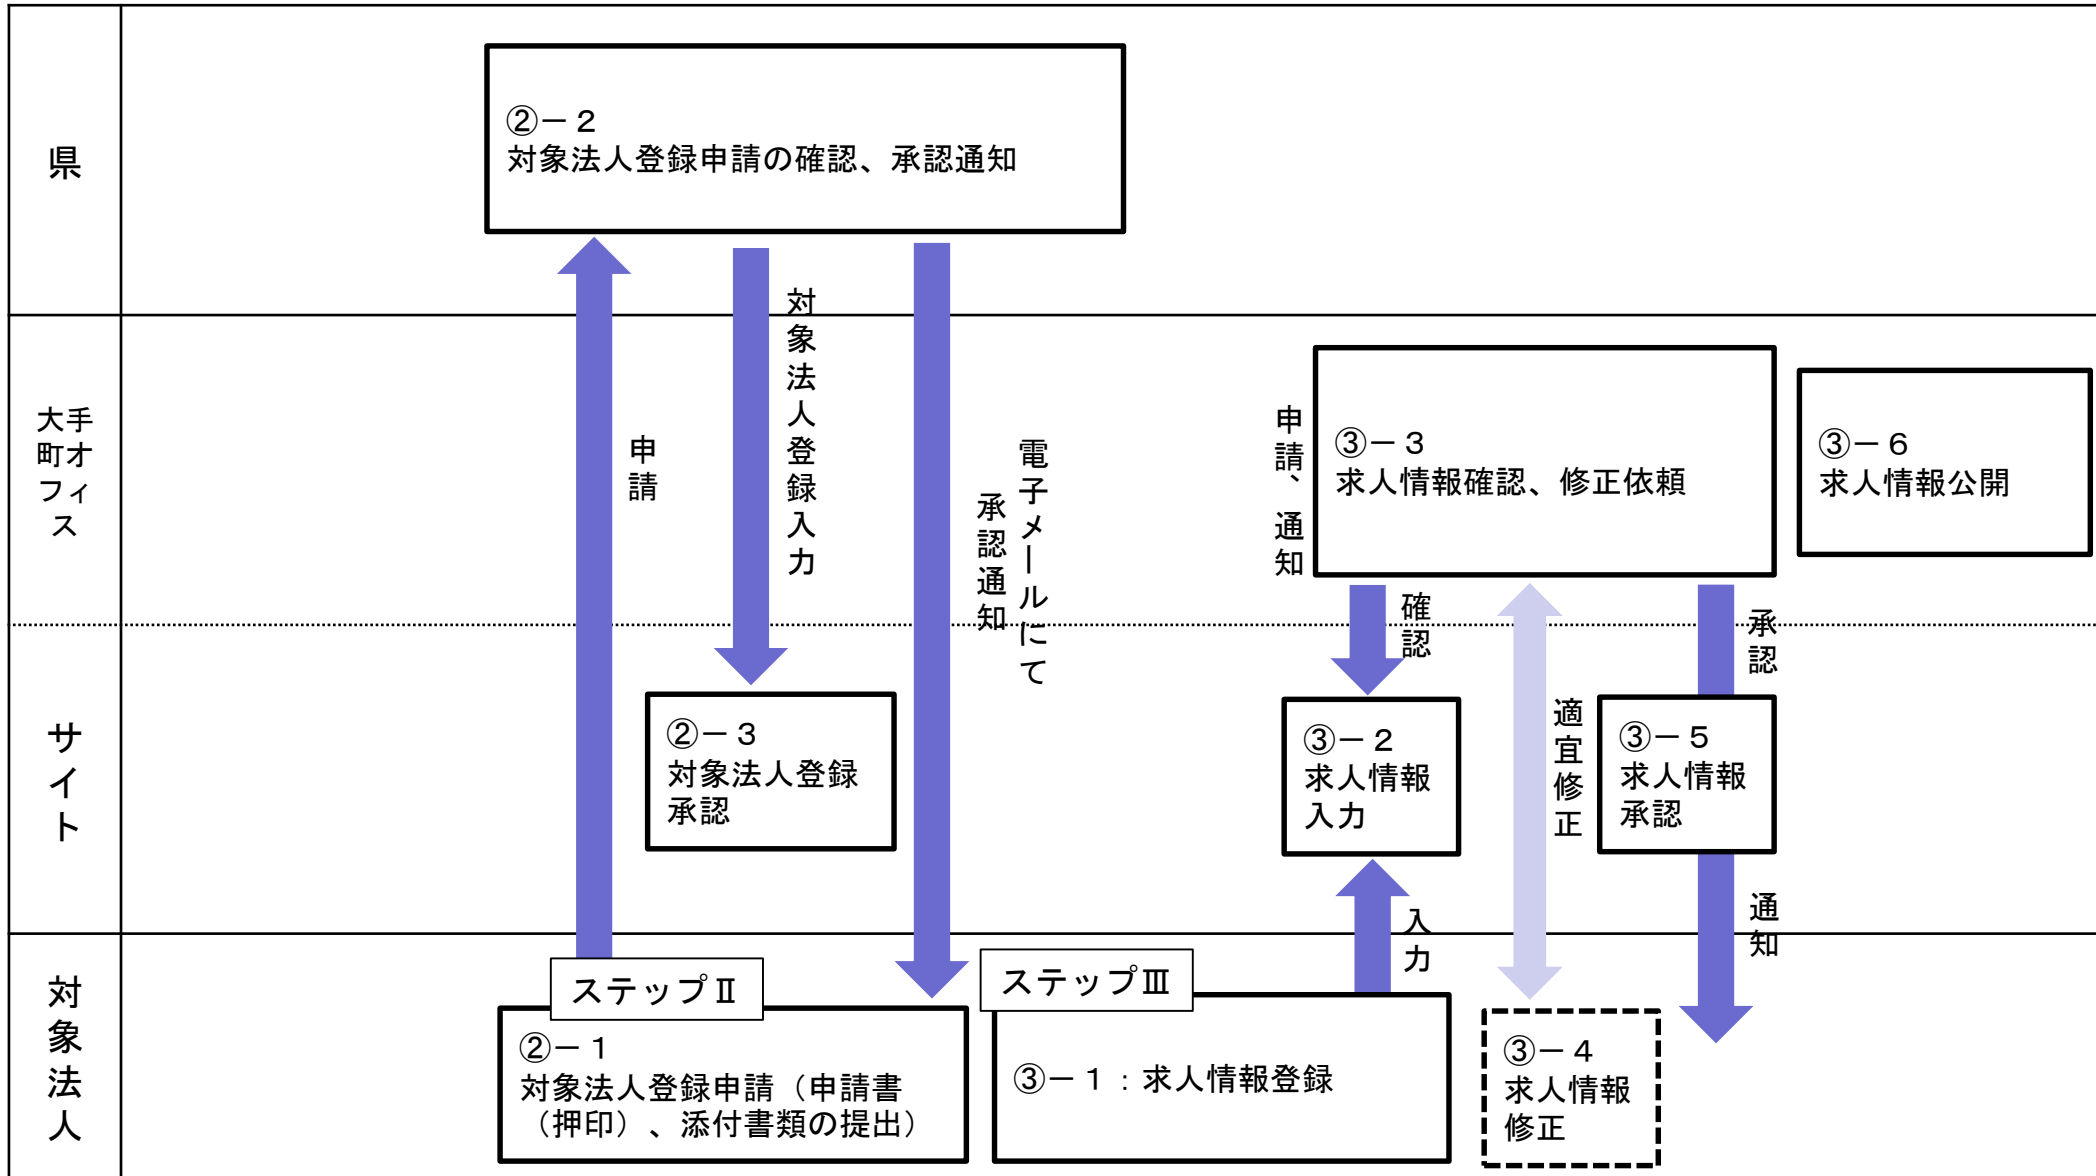 県
②－２
対象法人登録申請の確認、承認通知
対象法人登録入力
大手
町オ
フィ
ス
申請
電子メールにて
承認通知
申請、通知
③－３
求人情報確認、修正依頼
③－６
求人情報公開
確認
承認
サイト
②－３
対象法人登録
承認
③－２
求人情報
入力
適宜修正
③－５
求人情報
承認
入力
通知
対象法人
ステップⅡ
②－１
対象法人登録申請（申請書
（押印）、添付書類の提出）
ステップⅢ
③－１：求人情報登録
③－４
求人情報
修正